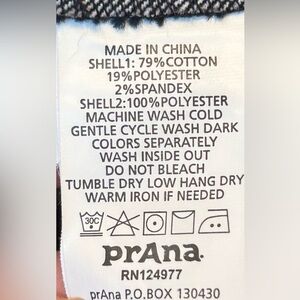 MADE IN CHINA
SHELL1: 79%COTTON
19%POLYESTER
2%SPANDEX
SHELL2:100%POLYESTER
MACHINE WASH COLD
GENTLE CYCLE WASH DARK
COLORS SEPARATELY
WASH INSIDE OUT
DO NOT BLEACH
TUMBLE DRY LOW HANG DRY
WARM IRON IF NEEDED
30C
prAna
RN124977
prAna P.O.BOX 130430